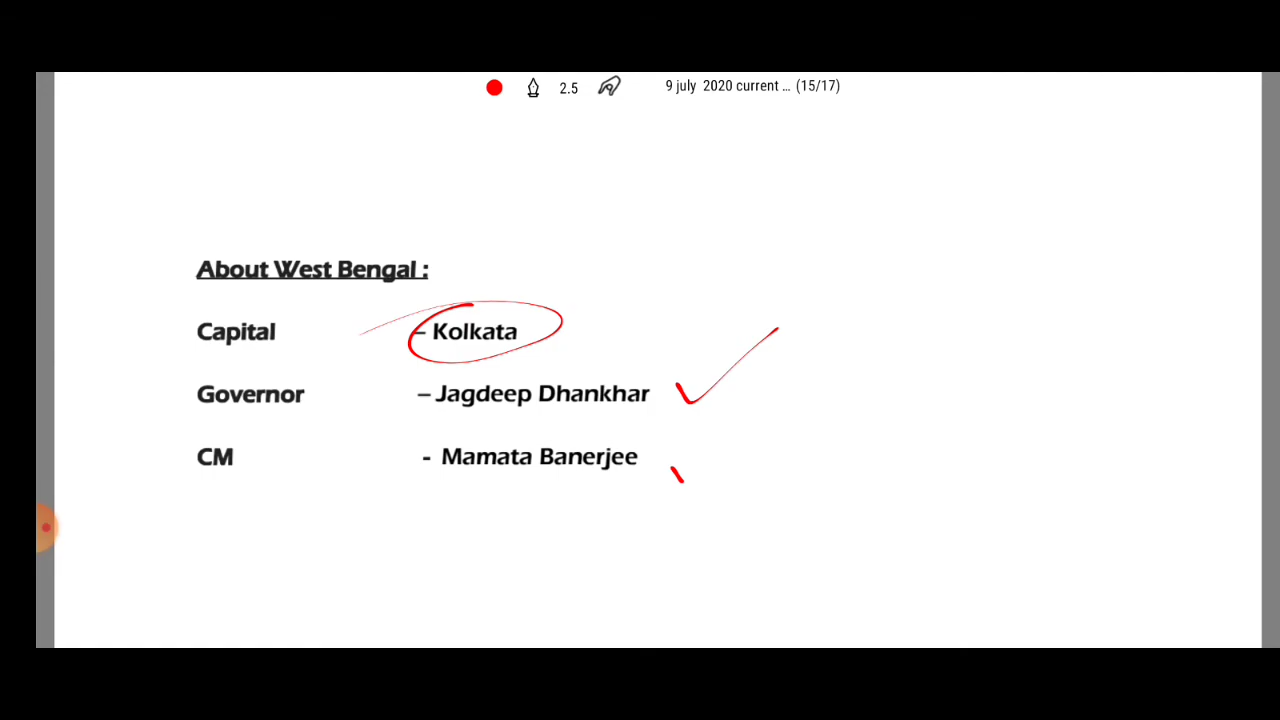 2.5 9 july 2020 current ... (15/17)
About West Bengal :
Capital – Kolkata
Governor – Jagdeep Dhankhar
CM - Mamata Banerjee